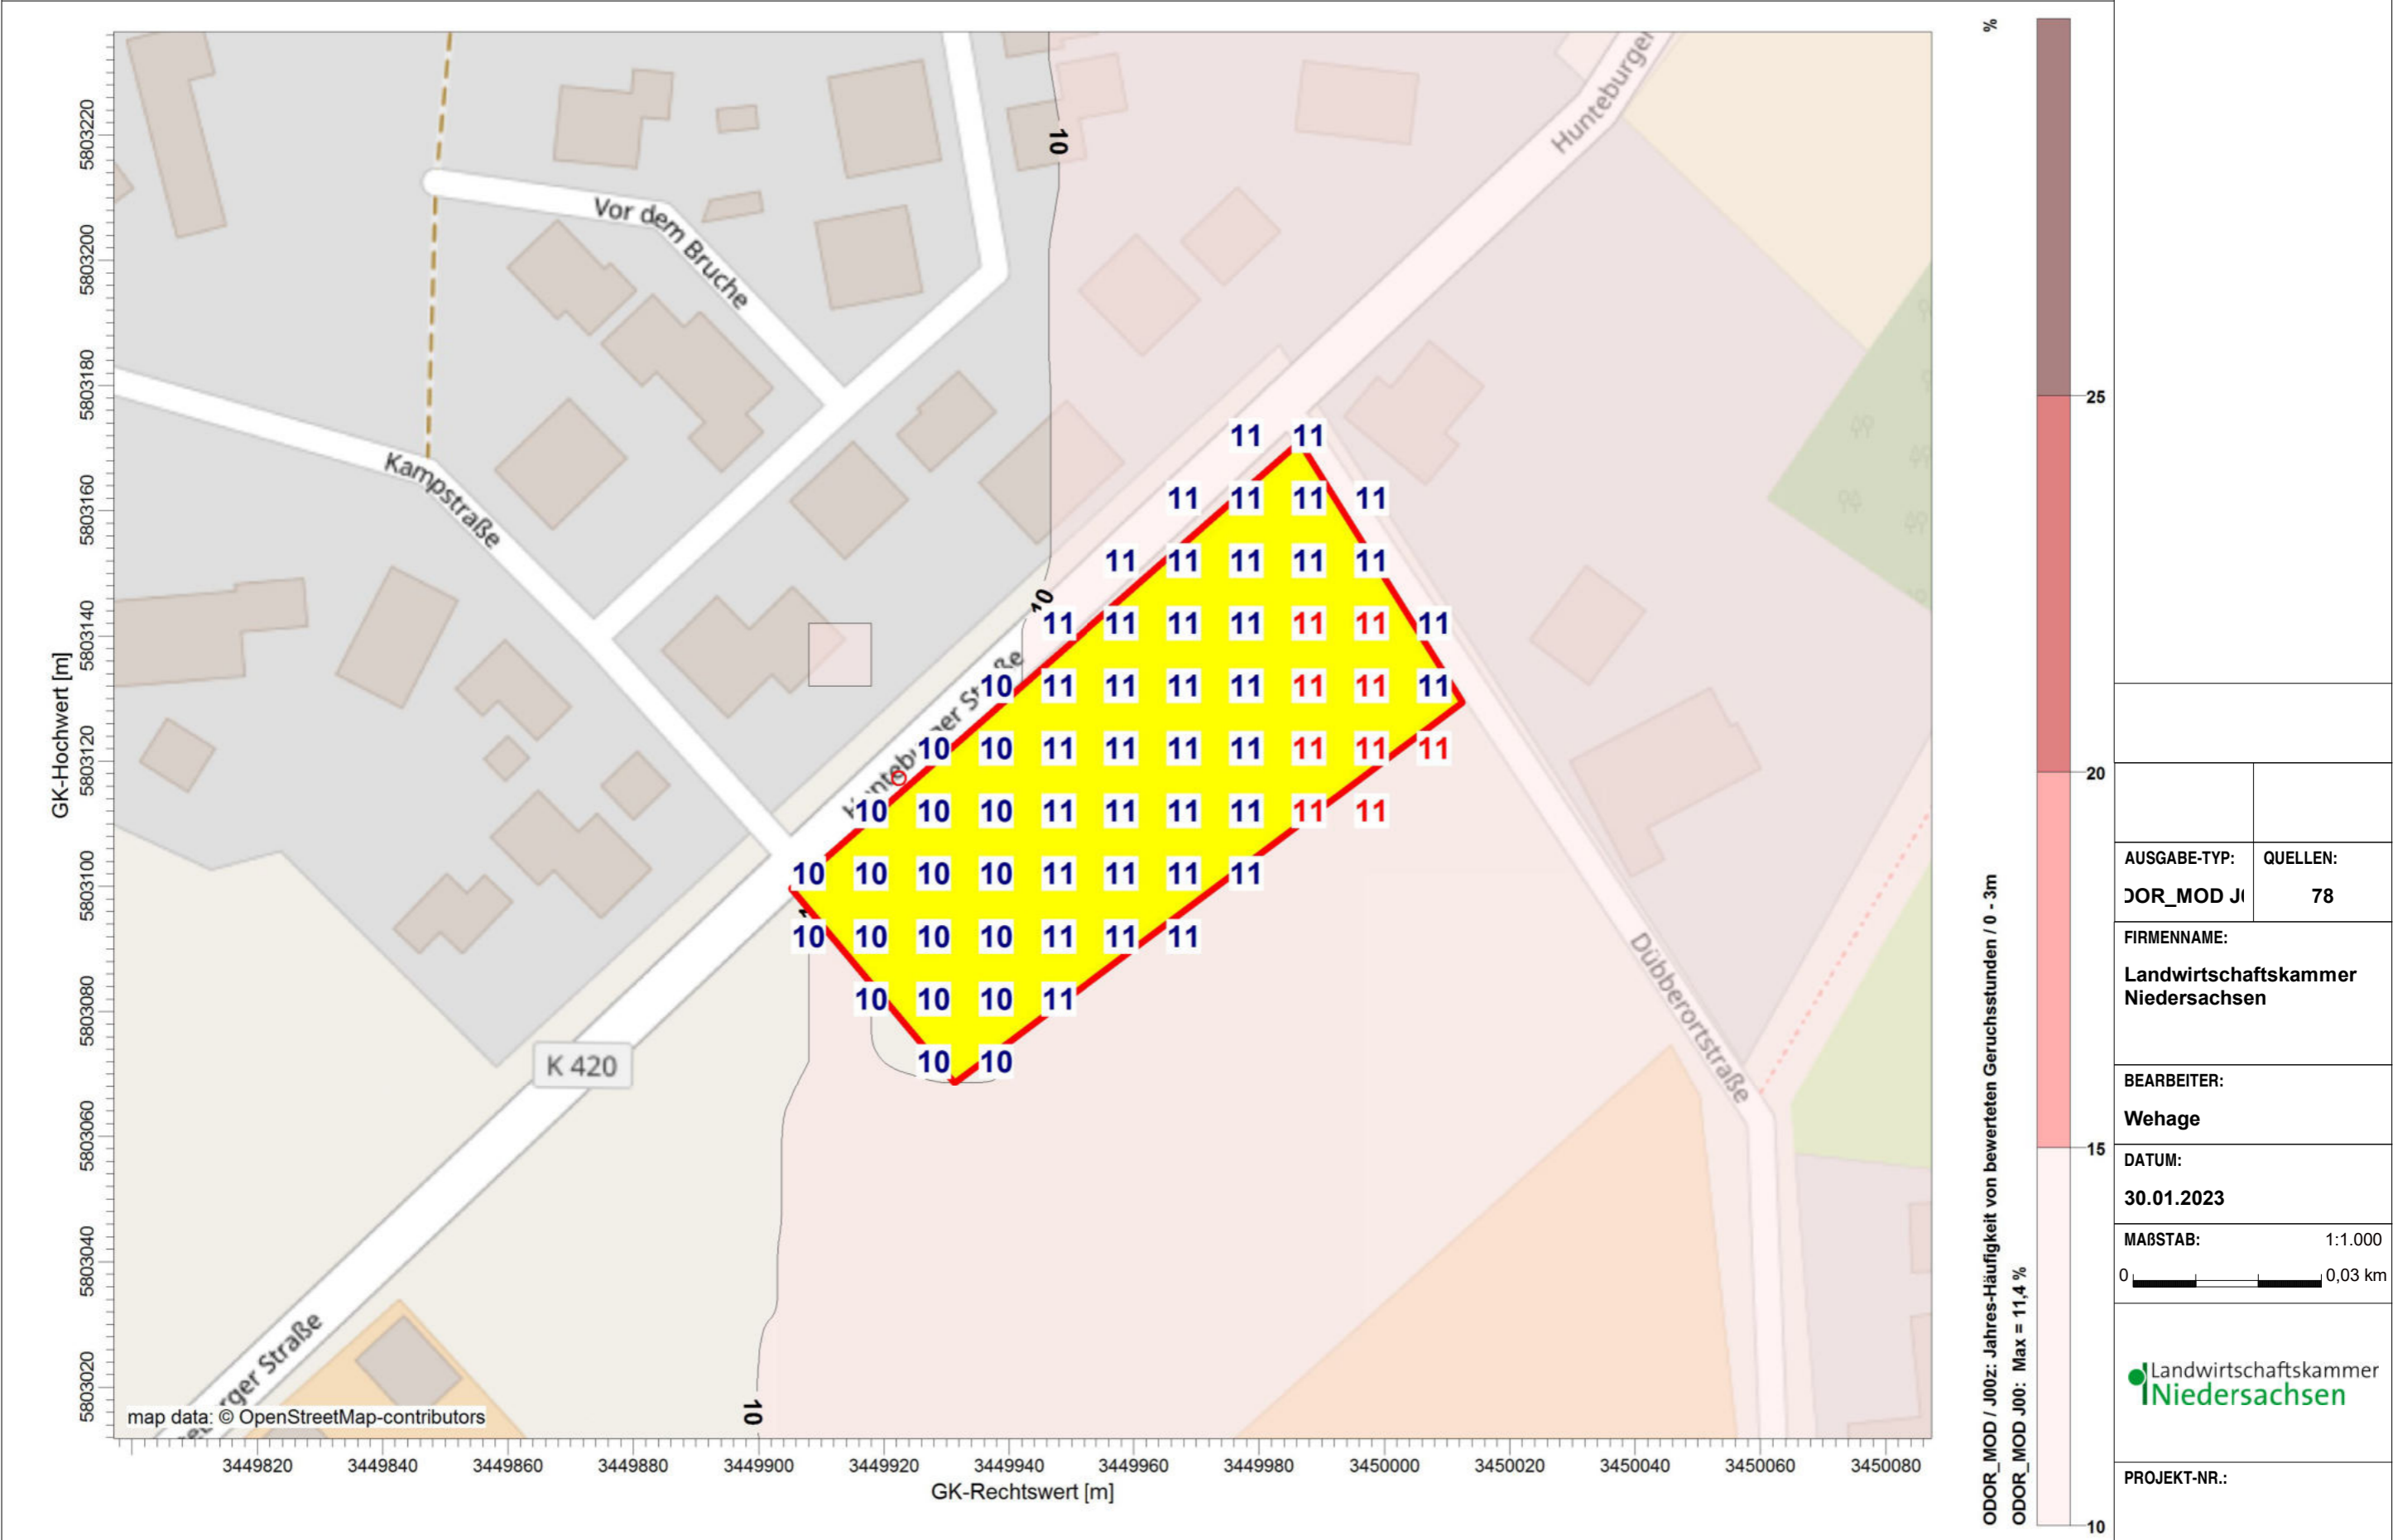 5803220
5803200
5803180
5803160
5803140
5803120
5803100
5803080
5803060
5803040
5803020
GK-Hochwert [m]
Hunteburger
10
Vor dem Bruche
Kampstraße
10
11 11
11 11 11 11
11 11 11 11 11
11 11 11 11 11 11 11
10 11 11 11 11 11 11 11
10 10 11 11 11 11 11 11 11
10 10 10 11 11 11 11 11 11
10 10 10 10 11 11 11 11
10 10 10 10 11 11 11
10 10 10 11
10 10
K 420
Dübberortstraße
10
map data: © OpenStreetMap-contributors
3449820 3449840 3449860 3449880 3449900 3449920 3449940 3449960 3449980 3450000 3450020 3450040 3450060 3450080
GK-Rechtswert [m]
ODOR_MOD / J00z: Jahres-Häufigkeit von bewerteten Geruchsstunden / 0 - 3m
ODOR_MOD J00: Max = 11,4 %
%
25
20
15
10
AUSGABE-TYP:
QUELLEN:
78
FIRMENNAME:
Landwirtschaftskammer
Niedersachsen
BEARBEITER:
Wehage
DATUM:
30.01.2023
MAßSTAB:
1:1.000
0
0,03 km
Landwirtschaftskammer
Niedersachsen
PROJEKT-NR.: